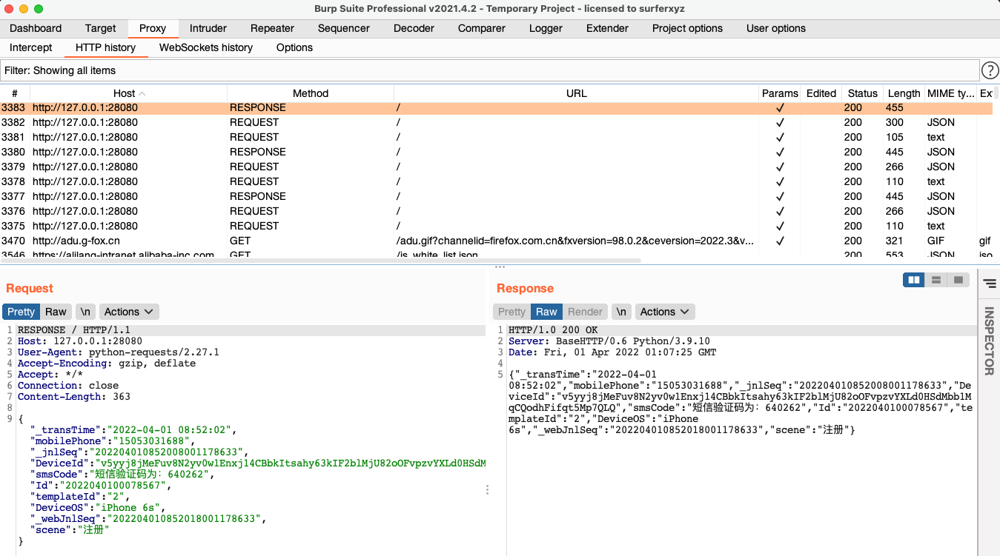 Burp Suite Professional v2021.4.2 - Temporary Project - licensed to surferxyz
Dashboard Target Proxy Intruder Repeater Sequencer Decoder Comparer Logger Extender Project options User options
Intercept HTTP history WebSockets history Options
Filter: Showing all items ?
# Host Method URL Params Edited Status Length MIME ty... Ex
3383 http://127.0.0.1:28080 RESPONSE / ✓ 200 455
3382 http://127.0.0.1:28080 REQUEST / ✓ 200 300 JSON
3381 http://127.0.0.1:28080 REQUEST / ✓ 200 105 text
3380 http://127.0.0.1:28080 RESPONSE / ✓ 200 445 JSON
3379 http://127.0.0.1:28080 REQUEST / ✓ 200 266 JSON
3378 http://127.0.0.1:28080 REQUEST / ✓ 200 110 text
3377 http://127.0.0.1:28080 RESPONSE / ✓ 200 445 JSON
3376 http://127.0.0.1:28080 REQUEST / ✓ 200 266 JSON
3375 http://127.0.0.1:28080 REQUEST / ✓ 200 110 text
3470 http://adu.g-fox.cn GET /adu.gif?channelid=firefox.com.cn&fxversion=98.0.2&ceversion=2022.3&v... ✓ 200 321 GIF gif
3546 https://alilang-intranet.alibaba-inc.com GET /is_white_list.json 200 553 JSON jso
Request
Pretty Raw \n Actions
1 RESPONSE / HTTP/1.1
2 Host: 127.0.0.1:28080
3 User-Agent: python-requests/2.27.1
4 Accept-Encoding: gzip, deflate
5 Accept: */*
6 Connection: close
7 Content-Length: 363
8
9 {
"_transTime":"2022-04-01 08:52:02",
"mobilePhone":"15053031688",
"_jnlSeq":"202204010852008001178633",
"DeviceId":"v5yyj8jMeFuv8N2yv0w1Enxj14CBbkItsahy63kIF2blMjU82oOFvpzvYXLd0HSdM
"smsCode":"短信验证码为：640262",
"Id":"2022040100078567",
"templateId":"2",
"DeviceOS":"iPhone 6s",
"_webJnlSeq":"202204010852018001178633",
"scene":"注册"
}
Response
Pretty Raw Render \n Actions
1 HTTP/1.0 200 OK
2 Server: BaseHTTP/0.6 Python/3.9.10
3 Date: Fri, 01 Apr 2022 01:07:25 GMT
4
5 {"_transTime":"2022-04-01
08:52:02","mobilePhone":"15053031688","_jnlSeq":"202204010852008001178633","De
viceId":"v5yyj8jMeFuv8N2yv0w1Enxj14CBbkItsahy63kIF2blMjU82oOFvpzvYXLd0HSdMbb1M
qCQodhFifqt5Mp7QLQ","smsCode":"短信验证码为：640262","Id":"2022040100078567","te
mplateId":"2","DeviceOS":"iPhone
6s","_webJnlSeq":"202204010852018001178633","scene":"注册"}
INSPECTOR